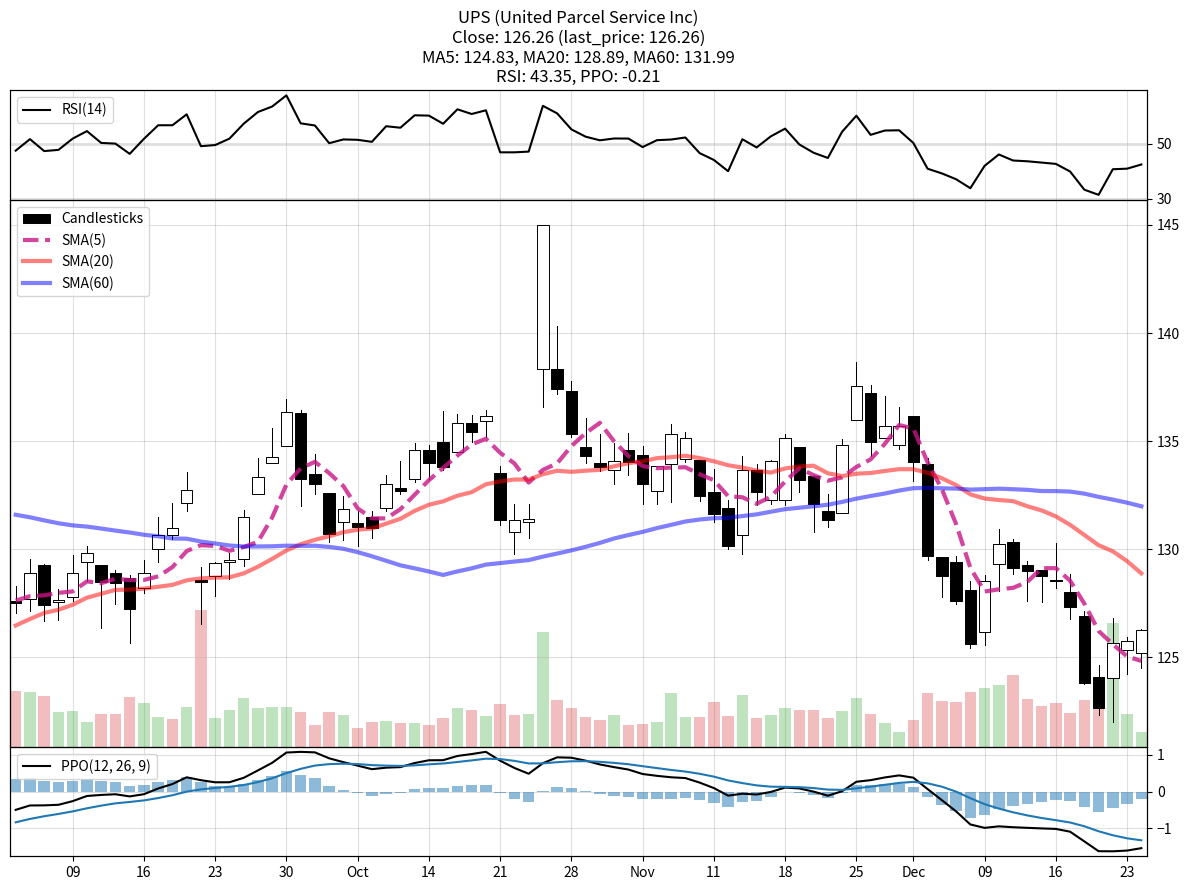 UPS (United Parcel Service Inc)
Close: 126.26 (last_price: 126.26)
MA5: 124.83, MA20: 128.89, MA60: 131.99
RSI: 43.35, PPO: -0.21
RSI(14)
50
30
Candlesticks
SMA(5)
SMA(20)
SMA(60)
145
140
135
130
125
PPO(12, 26, 9)
1
0
−1
09 16 23 30 Oct 14 21 28 Nov 11 18 25 Dec 09 16 23